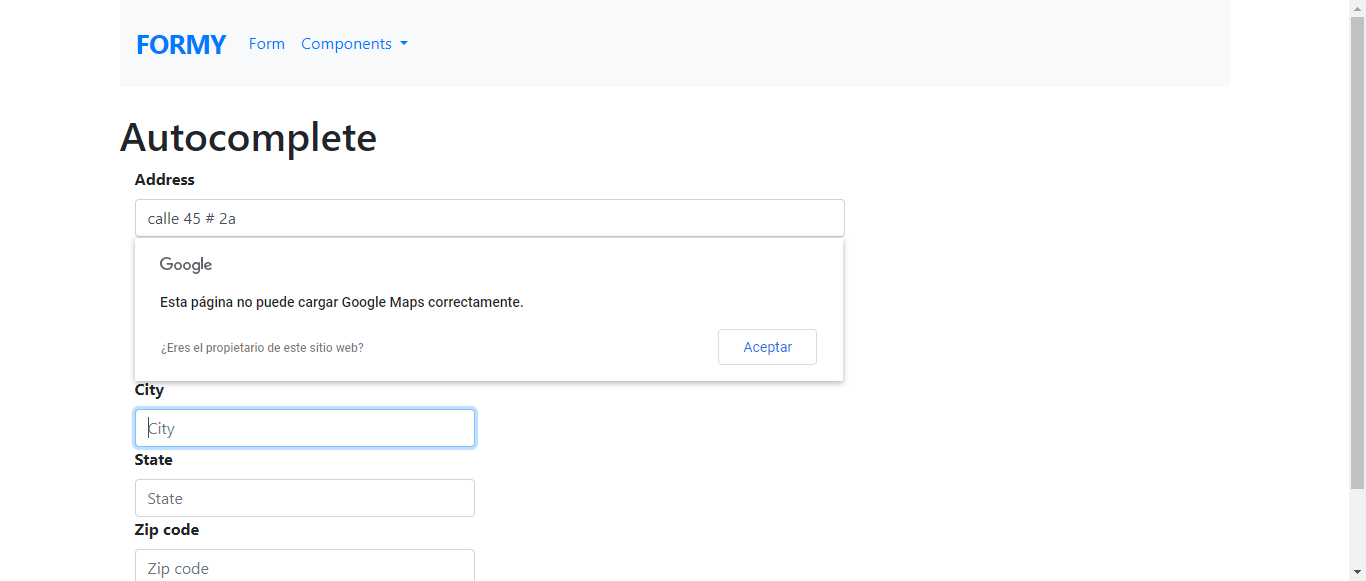 FORMY Form Components
Autocomplete
Address
calle 45 # 2a
Google
Esta página no puede cargar Google Maps correctamente.
¿Eres el propietario de este sitio web? Aceptar
City
City
State
State
Zip code
Zip code